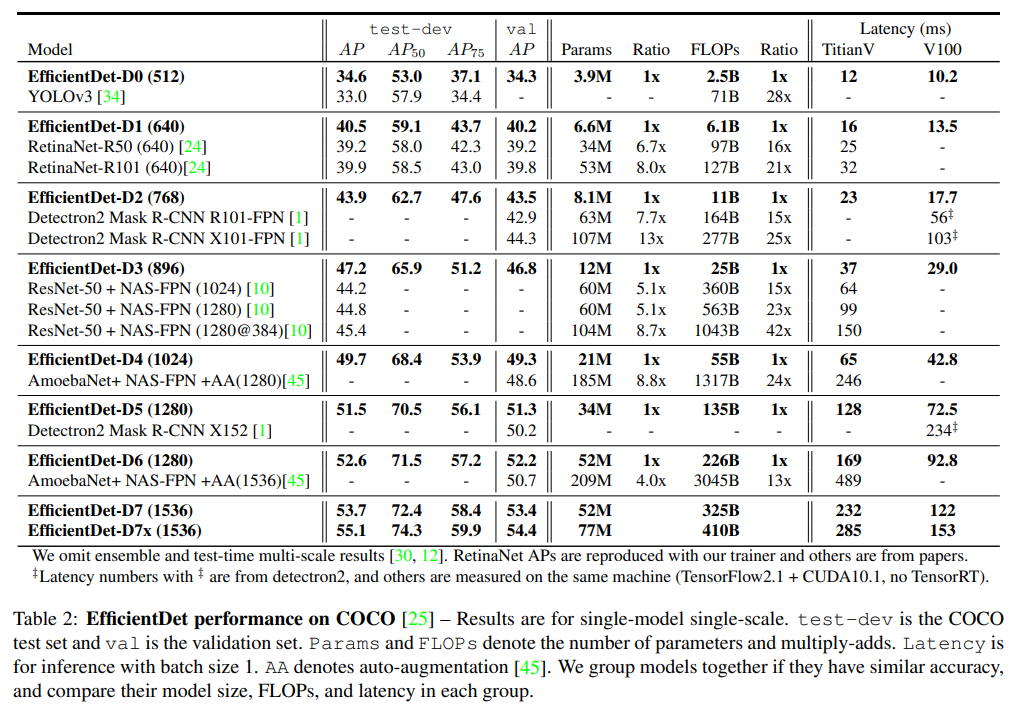 test-dev val Latency (ms)
Model AP AP50 AP75 AP Params Ratio FLOPs Ratio TitianV V100
EfficientDet-D0 (512) 34.6 53.0 37.1 34.3 3.9M 1x 2.5B 1x 12 10.2
YOLOv3 [34] 33.0 57.9 34.4 - - - 71B 28x - -
EfficientDet-D1 (640) 40.5 59.1 43.7 40.2 6.6M 1x 6.1B 1x 16 13.5
RetinaNet-R50 (640) [24] 39.2 58.0 42.3 39.2 34M 6.7x 97B 16x 25 -
RetinaNet-R101 (640)[24] 39.9 58.5 43.0 39.8 53M 8.0x 127B 21x 32 -
EfficientDet-D2 (768) 43.9 62.7 47.6 43.5 8.1M 1x 11B 1x 23 17.7
Detectron2 Mask R-CNN R101-FPN [1] - - - 42.9 63M 7.7x 164B 15x - 56‡
Detectron2 Mask R-CNN X101-FPN [1] - - - 44.3 107M 13x 277B 25x - 103‡
EfficientDet-D3 (896) 47.2 65.9 51.2 46.8 12M 1x 25B 1x 37 29.0
ResNet-50 + NAS-FPN (1024) [10] 44.2 - - - 60M 5.1x 360B 15x 64 -
ResNet-50 + NAS-FPN (1280) [10] 44.8 - - - 60M 5.1x 563B 23x 99 -
ResNet-50 + NAS-FPN (1280@384)[10] 45.4 - - - 104M 8.7x 1043B 42x 150 -
EfficientDet-D4 (1024) 49.7 68.4 53.9 49.3 21M 1x 55B 1x 65 42.8
AmoebaNet+ NAS-FPN +AA(1280)[45] - - - 48.6 185M 8.8x 1317B 24x 246 -
EfficientDet-D5 (1280) 51.5 70.5 56.1 51.3 34M 1x 135B 1x 128 72.5
Detectron2 Mask R-CNN X152 [1] - - - 50.2 - - - - - 234‡
EfficientDet-D6 (1280) 52.6 71.5 57.2 52.2 52M 1x 226B 1x 169 92.8
AmoebaNet+ NAS-FPN +AA(1536)[45] - - - 50.7 209M 4.0x 3045B 13x 489 -
EfficientDet-D7 (1536) 53.7 72.4 58.4 53.4 52M 325B 232 122
EfficientDet-D7x (1536) 55.1 74.3 59.9 54.4 77M 410B 285 153
We omit ensemble and test-time multi-scale results [30, 12]. RetinaNet APs are reproduced with our trainer and others are from papers.
‡Latency numbers with ‡ are from detectron2, and others are measured on the same machine (TensorFlow2.1 + CUDA10.1, no TensorRT).
Table 2: EfficientDet performance on COCO [25] – Results are for single-model single-scale. test-dev is the COCO
test set and val is the validation set. Params and FLOPs denote the number of parameters and multiply-adds. Latency is
for inference with batch size 1. AA denotes auto-augmentation [45]. We group models together if they have similar accuracy,
and compare their model size, FLOPs, and latency in each group.